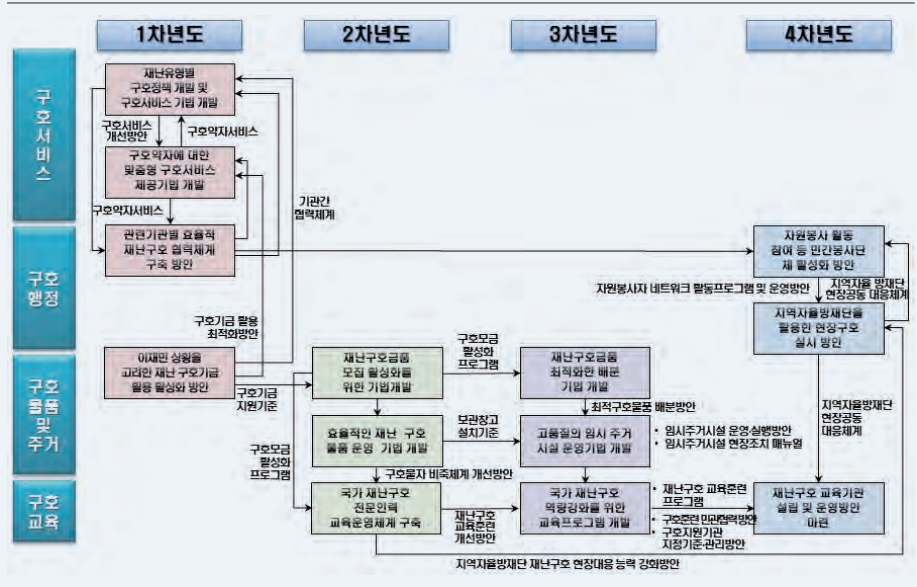 1차년도
2차년도
3차년도
4차년도
구호서비스
재난유형별
구호정책 개발 및
구호서비스 기법 개발
구호서비스
개선방안
구호약자서비스
구호약자에 대한
맞춤형 구호서비스
제공기법 개발
구호약자서비스
기관간
협력체계
구호
행정
관련기관별 효율적
재난구호 협력체계
구축 방안
자원봉사 활동
참여 등 민간봉사단
체 활성화 방안
자원봉사자 네트워크 활동프로그램 및 운영방안
지역자율 방재단
현장공동 대응체계
지역자율방재단을
활용한 현장구호
실시 방안
구호기금 활용
최적화방안
구호
물품
및
주거
이재민 상황을
고려한 재난 구호기금
활용 활성화 방안
구호기금
지원기준
재난구호금품
모집 활성화를
위한 기법개발
구호모금
활성화
프로그램
재난구호금품
최적화한 배분
기법 개발
최적구호물품 배분방안
지역자율방재단
현장공동
대응체계
구호모금
활성화
프로그램
효율적인 재난 구호
물품 운영 기법 개발
보관창고
설치기준
고품질의 임시 주거
시설 운영기법 개발
• 임시주거시설 운영·실행방안
• 임시주거시설 현장조치 매뉴얼
구호물자 비축체계 개선방안
구호
교육
국가 재난구호
전문인력
교육운영체계 구축
재난구호
교육훈련
개선방안
국가 재난구호
역량강화를 위한
교육프로그램 개발
• 재난구호 교육훈련
프로그램
• 구호훈련 민관협력방안
• 구호지원기관
지정기준·관리방안
재난구호 교육기관
설립 및 운영방안
마련
지역자율방재단 재난구호 현장대응 능력 강화방안